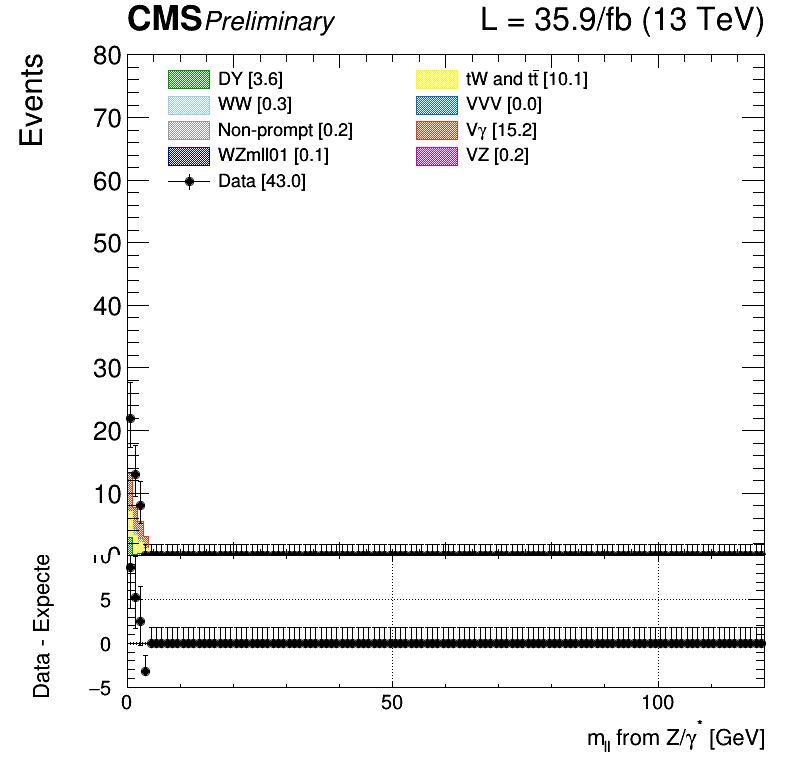 CMS Preliminary L = 35.9/fb (13 TeV)
Events
80
70
60
50
40
30
20
10
0
DY [3.6]
WW [0.3]
Non-prompt [0.2]
WZmll01 [0.1]
Data [43.0]
tW and tt̄ [10.1]
VVV [0.0]
Vγ [15.2]
VZ [0.2]
Data - Expecte
10
5
0
−5
0 50 100
m_ll from Z/γ* [GeV]